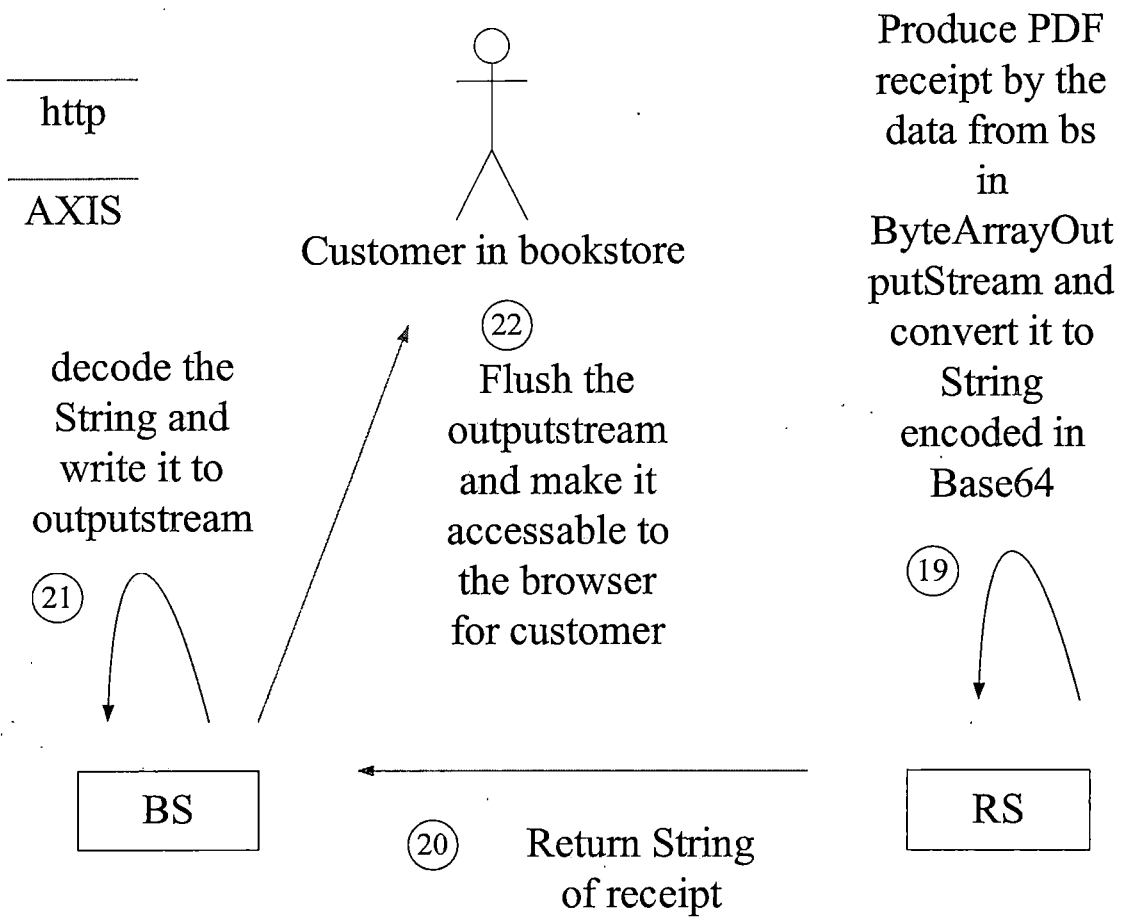 http
AXIS
Customer in bookstore
Produce PDF
receipt by the
data from bs
in
ByteArrayOut
putStream and
convert it to
String
encoded in
Base64
22
Flush the
outputstream
and make it
accessable to
the browser
for customer
decode the
String and
write it to
outputstream
21
19
BS
RS
20
Return String
of receipt